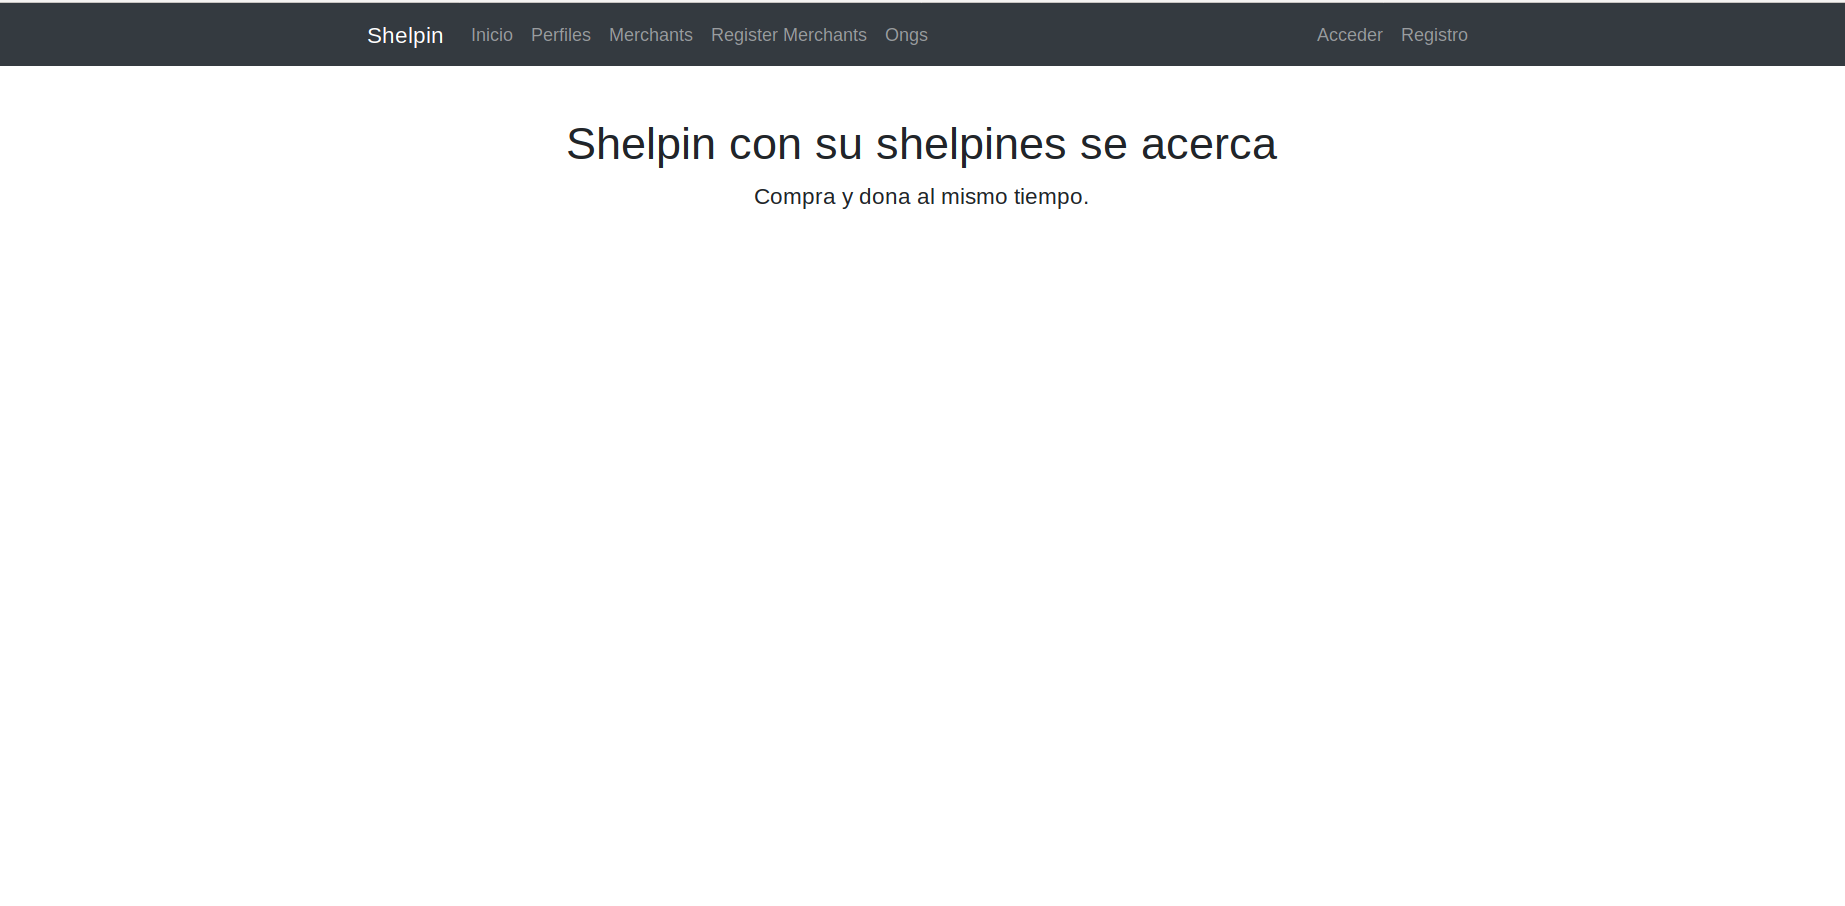 Shelpin Inicio Perfiles Merchants Register Merchants Ongs Acceder Registro
Shelpin con su shelpines se acerca
Compra y dona al mismo tiempo.